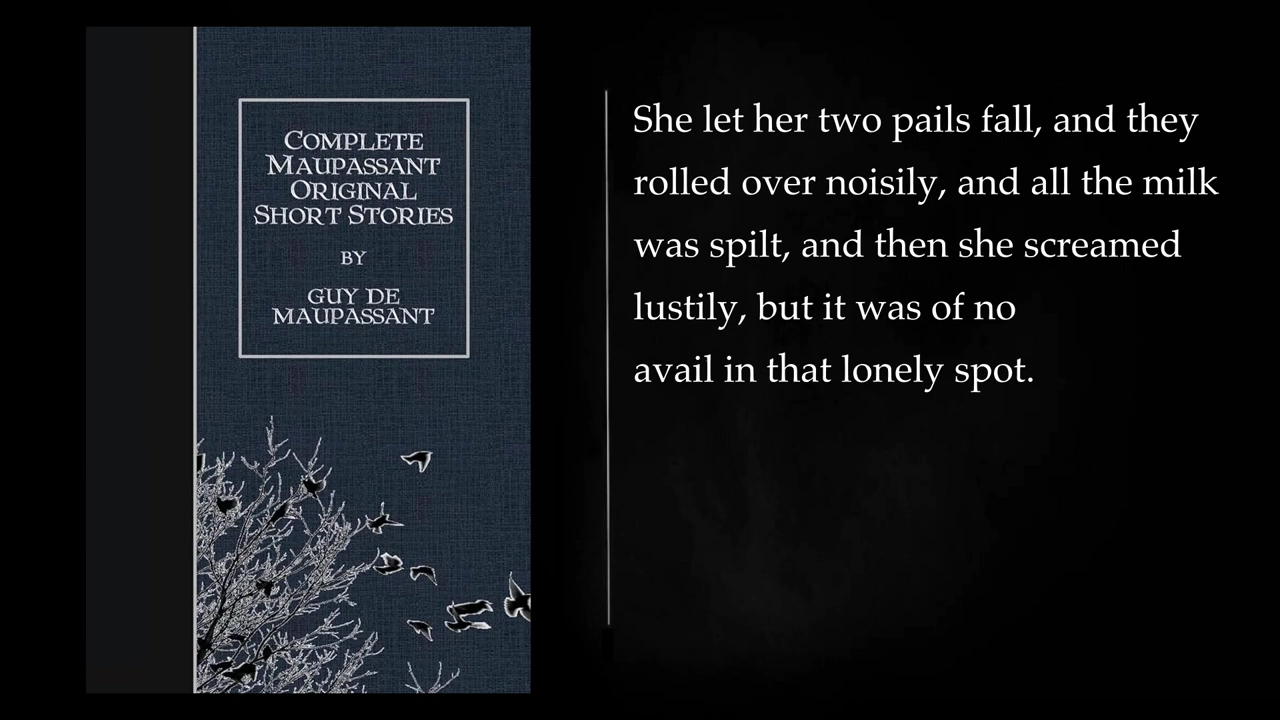 COMPLETE
MAUPASSANT
ORIGINAL
SHORT STORIES
BY
GUY DE
MAUPASSANT
She let her two pails fall, and they
rolled over noisily, and all the milk
was spilt, and then she screamed
lustily, but it was of no
avail in that lonely spot.